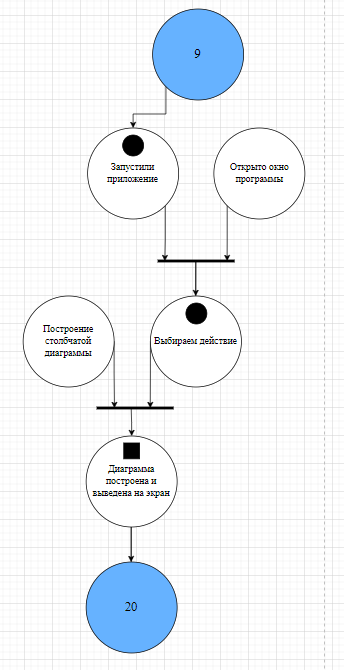 9
Запустили
приложение
Открыто окно
программы
Построение
столбчатой
диаграммы
Выбираем действие
Диаграмма
построена и
выведена на экран
20